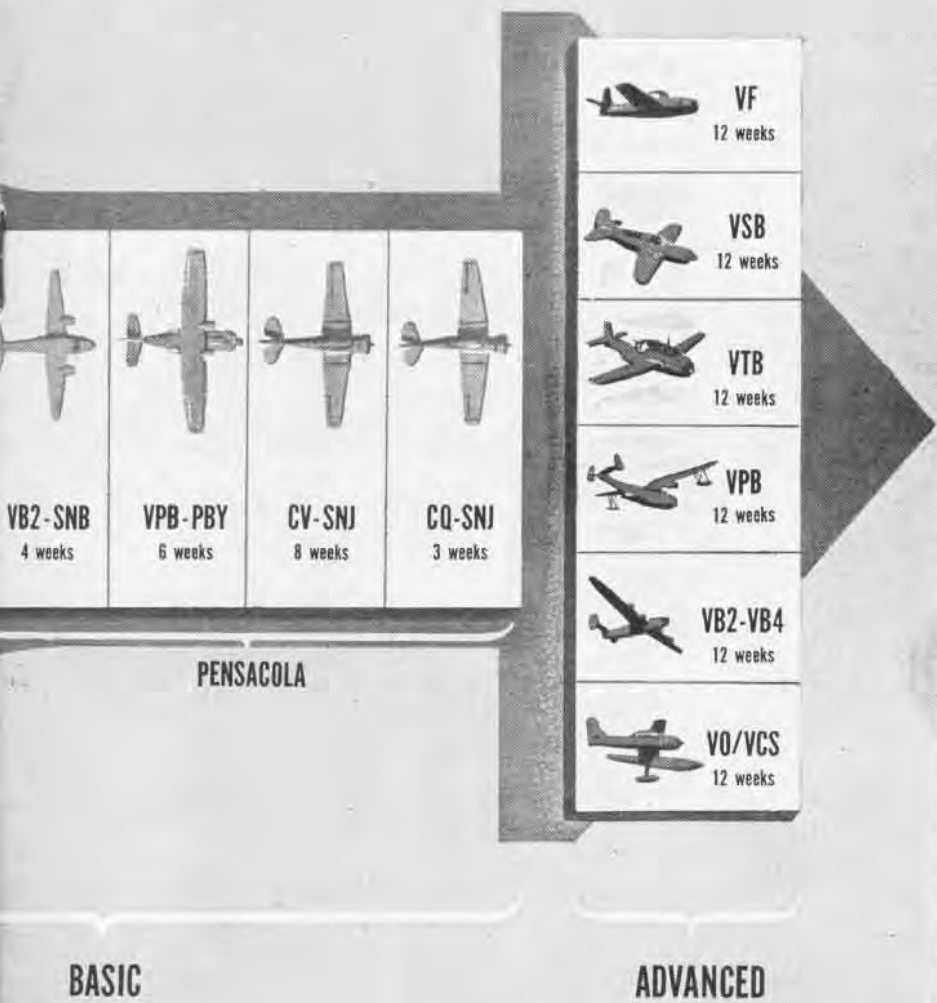 VB2-SNB
4 weeks
VPB-PBY
6 weeks
CV-SNJ
8 weeks
CQ-SNJ
3 weeks
PENSACOLA
BASIC
VF
12 weeks
VSB
12 weeks
VTB
12 weeks
VPB
12 weeks
VB2-VB4
12 weeks
VO/VCS
12 weeks
ADVANCED